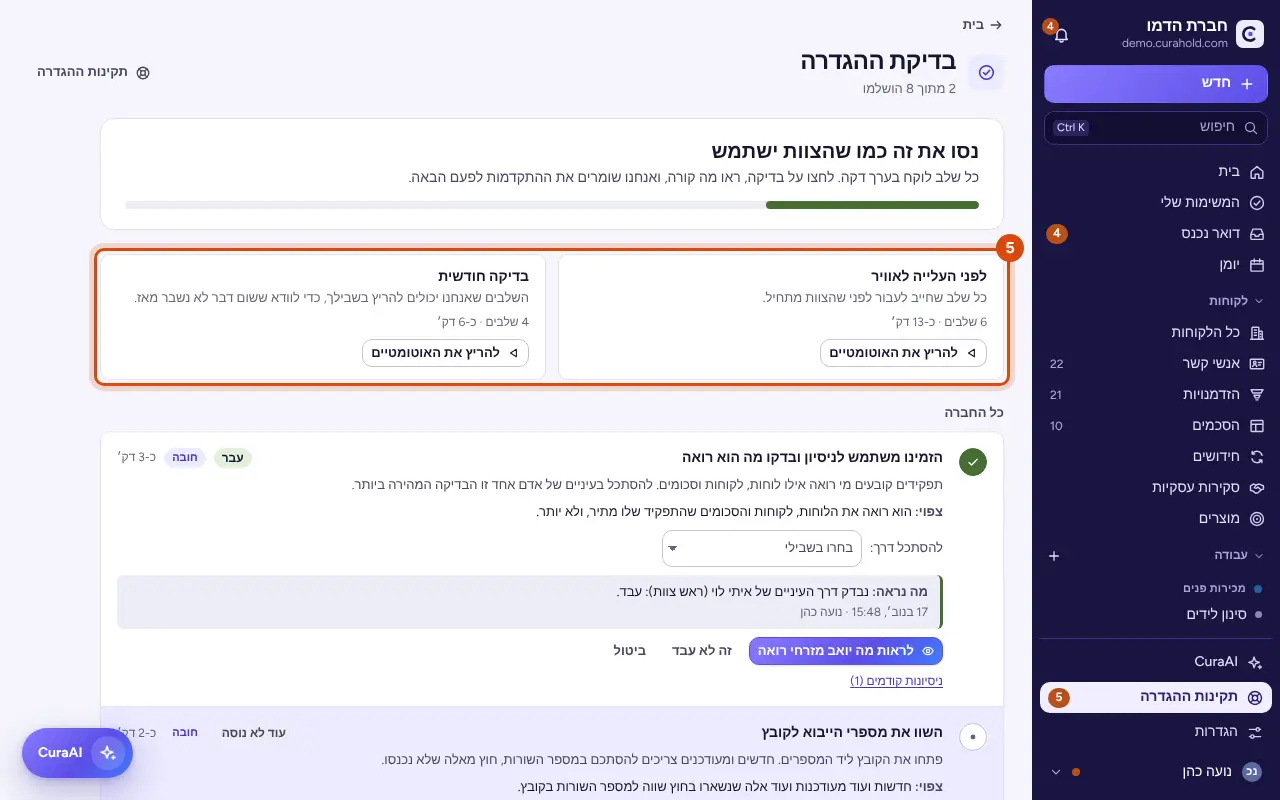 חברת הדמו
demo.curahold.com
4
חדש
חיפוש
Ctrl K
בית
המשימות שלי
דואר נכנס
4
יומן
לקוחות
כל הלקוחות
אנשי קשר
22
הזדמנויות
21
הסכמים
10
חידושים
סקירות עסקיות
מוצרים
עבודה
מכירות פנים
סינון לידים
CuraAI
תקינות ההגדרה
5
הגדרות
נכ
נועה כהן
בית
בדיקת ההגדרה
2 מתוך 8 הושלמו
תקינות ההגדרה
נסו את זה כמו שהצוות ישתמש
כל שלב לוקח בערך דקה. לחצו על בדיקה, ראו מה קורה, ואנחנו שומרים את ההתקדמות לפעם הבאה.
5
לפני העלייה לאוויר
כל שלב שחייב לעבור לפני שהצוות מתחיל.
6 שלבים · כ-13 דק׳
להריץ את האוטומטיים
בדיקה חודשית
השלבים שאנחנו יכולים להריץ בשבילך, כדי לוודא ששום דבר לא נשבר מאז.
4 שלבים · כ-6 דק׳
להריץ את האוטומטיים
כל החברה
הזמינו משתמש לניסיון ובדקו מה הוא רואה
עבר
חובה
כ-3 דק׳
תפקידים קובעים מי רואה אילו לוחות, לקוחות וסכומים. להסתכל בעיניים של אדם אחד זו הבדיקה המהירה ביותר.
צפוי: הוא רואה את הלוחות, לקוחות והסכומים שהתפקיד שלו מתיר, ולא יותר.
להסתכל דרך:
בחרו בשבילי
מה נראה: נבדק דרך העיניים של איתי לוי (ראש צוות): עבד.
17 בנוב׳, 15:48 · נועה כהן
לראות מה יואב מזרחי רואה
זה לא עבד
ביטול
ניסיונות קודמים (1)
השוו את מספרי הייבוא לקובץ
עוד לא נוסה
חובה
כ-2 דק׳
פתחו את הקובץ ליד המספרים. חדשים ומעודכנים צריכים להסתכם במספר השורות, חוץ מאלה שלא נכנסו.
צפוי: חדשות ועוד מעודכנות ועוד אלה שנשארו בחוץ שווה למספר השורות בקובץ.
CuraAI